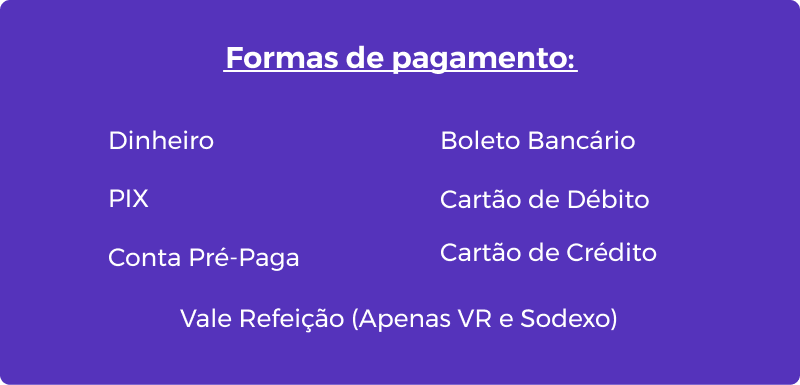 Formas de pagamento:
Dinheiro
Boleto Bancário
PIX
Cartão de Débito
Conta Pré-Paga
Cartão de Crédito
Vale Refeição (Apenas VR e Sodexo)